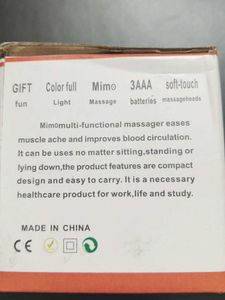 GIFT Color full Mimo 3AAA soft-touch
fun Light Massage batteries massageheads
Mimomulti-functional massager eases
muscle ache and improves blood circulation.
It can be uses no matter sitting,standing or
lying down,the product features are compact
design and easy to carry. It is a necessary
healthcare product for work,life and study.
MADE IN CHINA
CE